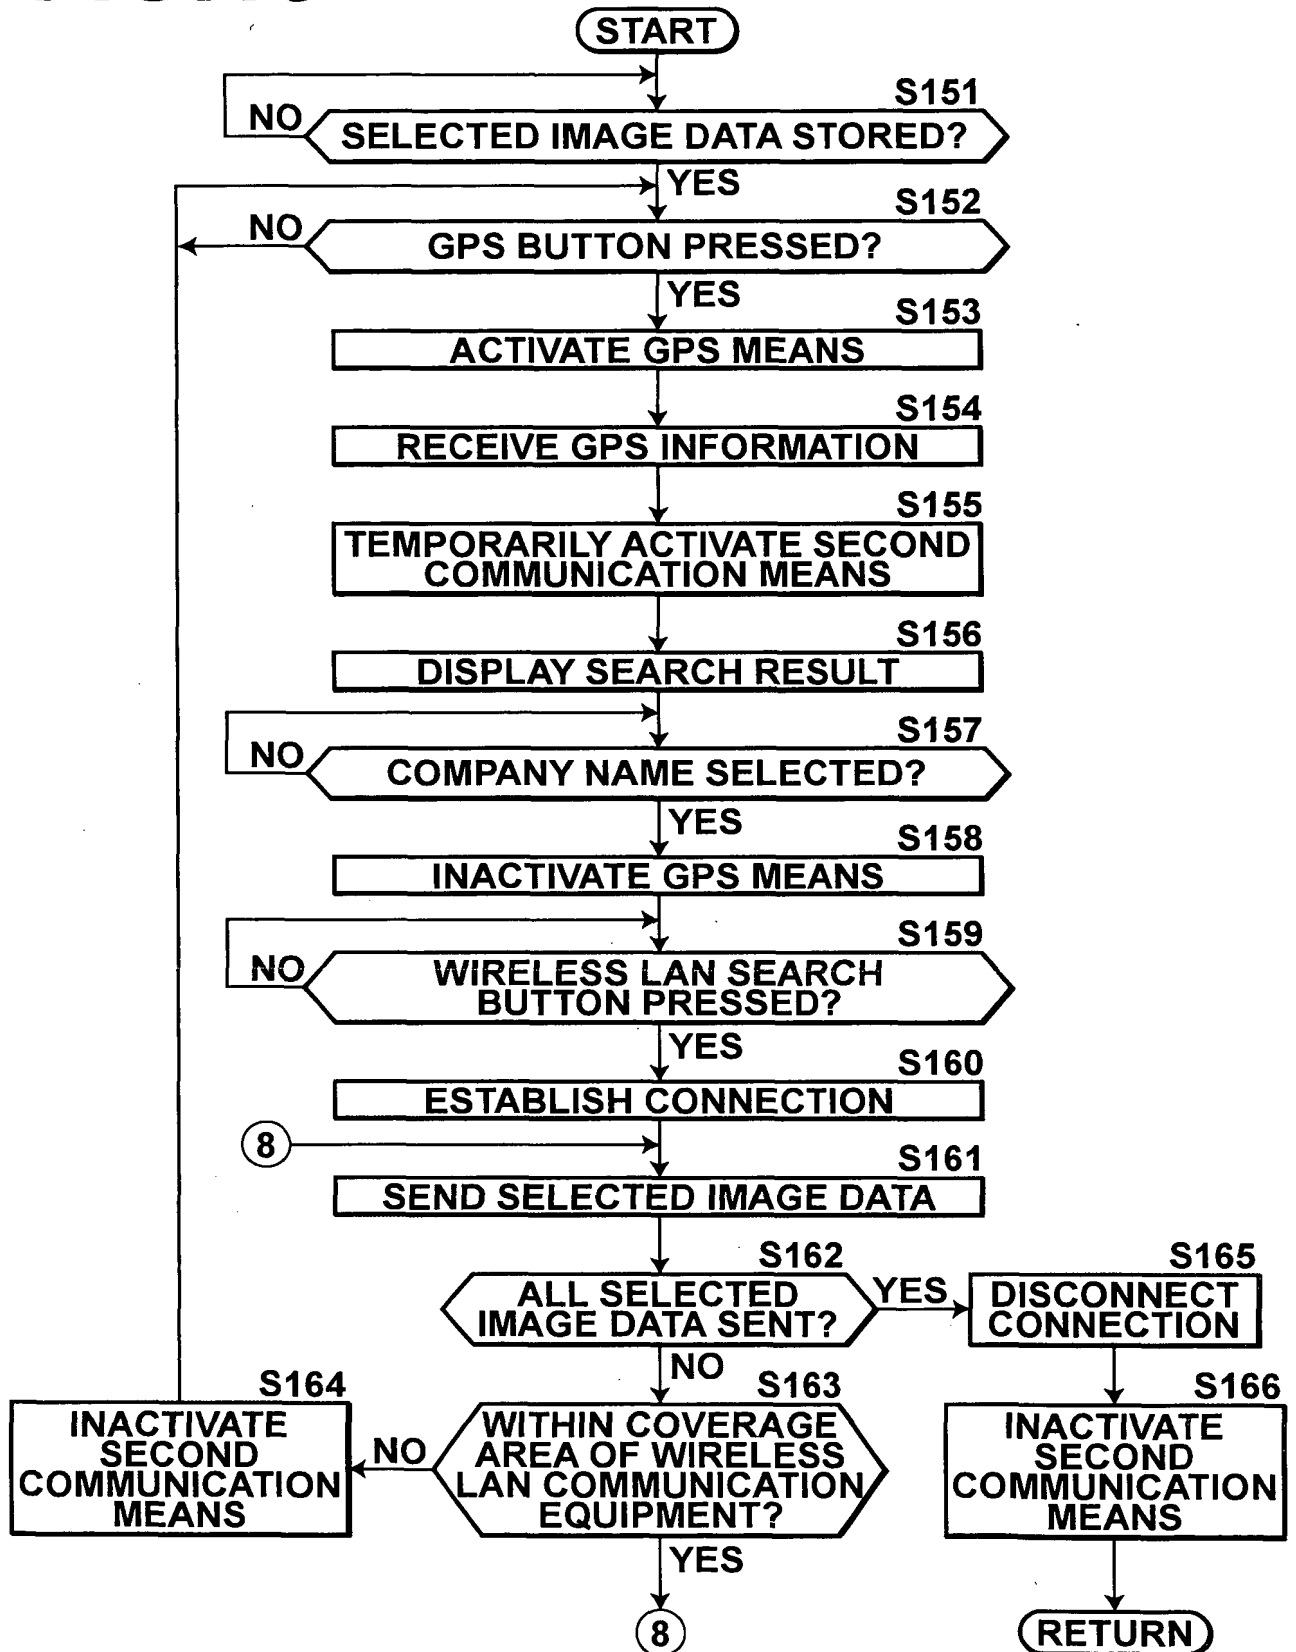 START
S151
NO
SELECTED IMAGE DATA STORED?
YES
S152
NO
GPS BUTTON PRESSED?
YES
S153
ACTIVATE GPS MEANS
S154
RECEIVE GPS INFORMATION
S155
TEMPORARILY ACTIVATE SECOND
COMMUNICATION MEANS
S156
DISPLAY SEARCH RESULT
S157
NO
COMPANY NAME SELECTED?
YES
S158
INACTIVATE GPS MEANS
S159
NO
WIRELESS LAN SEARCH
BUTTON PRESSED?
YES
S160
ESTABLISH CONNECTION
8
S161
SEND SELECTED IMAGE DATA
S162
ALL SELECTED
IMAGE DATA SENT?
YES
S165
DISCONNECT
CONNECTION
NO
S164
INACTIVATE
SECOND
COMMUNICATION
MEANS
NO
S163
WITHIN COVERAGE
AREA OF WIRELESS
LAN COMMUNICATION
EQUIPMENT?
S166
INACTIVATE
SECOND
COMMUNICATION
MEANS
YES
8
RETURN